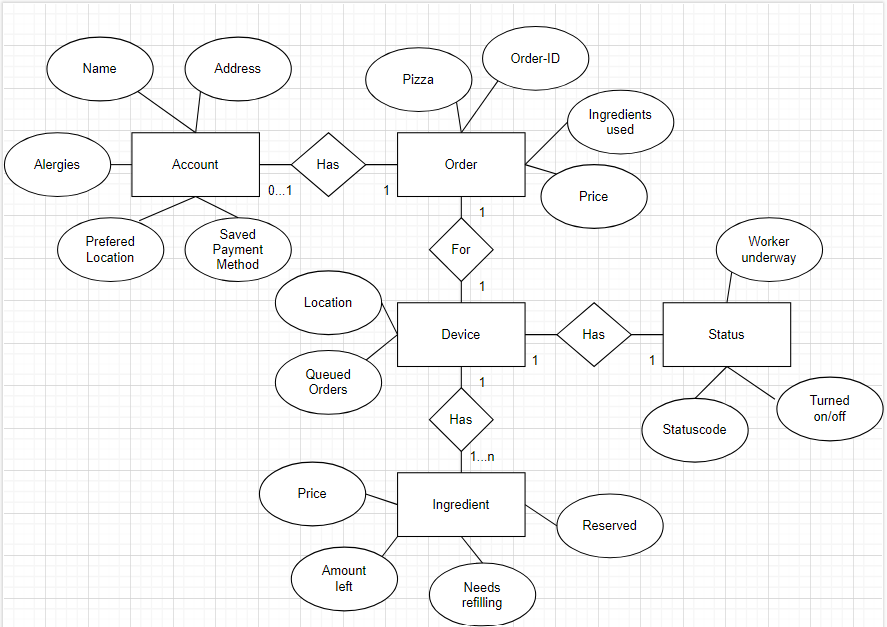 Name
Address
Pizza
Order-ID
Ingredients
used
Alergies
Account
Has
Order
0...1
1
Price
1
Prefered
Location
Saved
Payment
Method
For
Worker
underway
1
Location
Device
Has
Status
1
1
Queued
Orders
1
Turned
on/off
Has
Statuscode
1...n
Price
Ingredient
Reserved
Amount
left
Needs
refilling